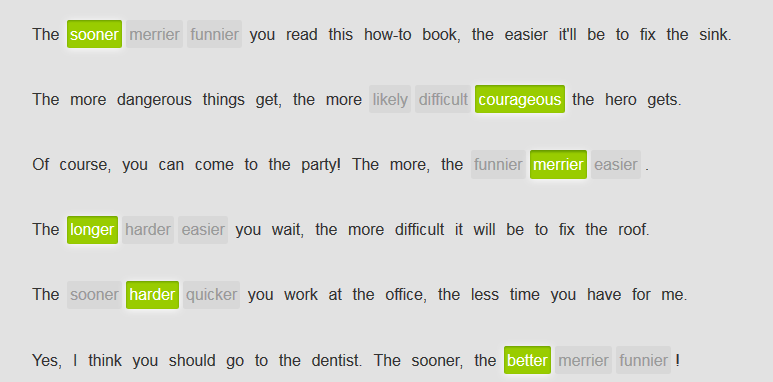 The sooner merrier funnier you read this how-to book, the easier it'll be to fix the sink.
The more dangerous things get, the more likely difficult courageous the hero gets.
Of course, you can come to the party! The more, the funnier merrier easier .
The longer harder easier you wait, the more difficult it will be to fix the roof.
The sooner harder quicker you work at the office, the less time you have for me.
Yes, I think you should go to the dentist. The sooner, the better merrier funnier !